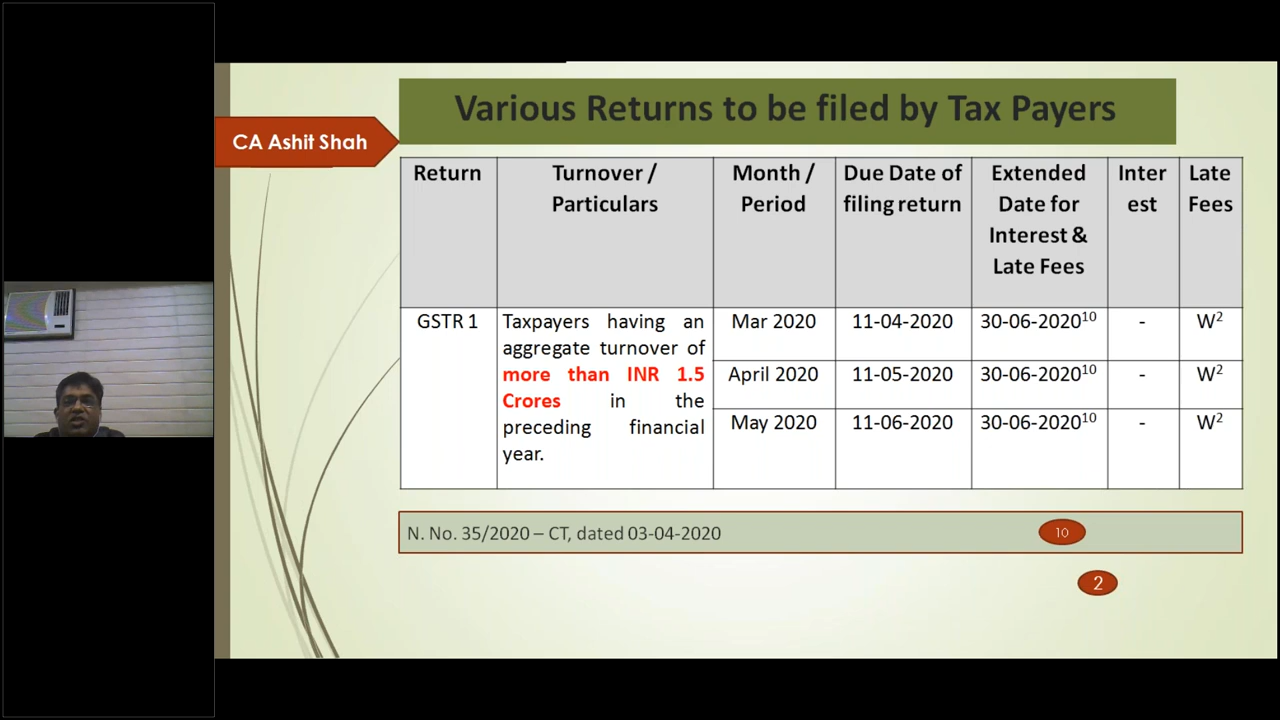 Various Returns to be filed by Tax Payers
CA Ashit Shah
Return Turnover / Particulars Month / Period Due Date of filing return Extended Date for Interest & Late Fees Inter est Late Fees
GSTR 1 Taxpayers having an aggregate turnover of more than INR 1.5 Crores in the preceding financial year.
Mar 2020 11-04-2020 30-06-2020¹⁰ - W²
April 2020 11-05-2020 30-06-2020¹⁰ - W²
May 2020 11-06-2020 30-06-2020¹⁰ - W²
N. No. 35/2020 – CT, dated 03-04-2020 10
2